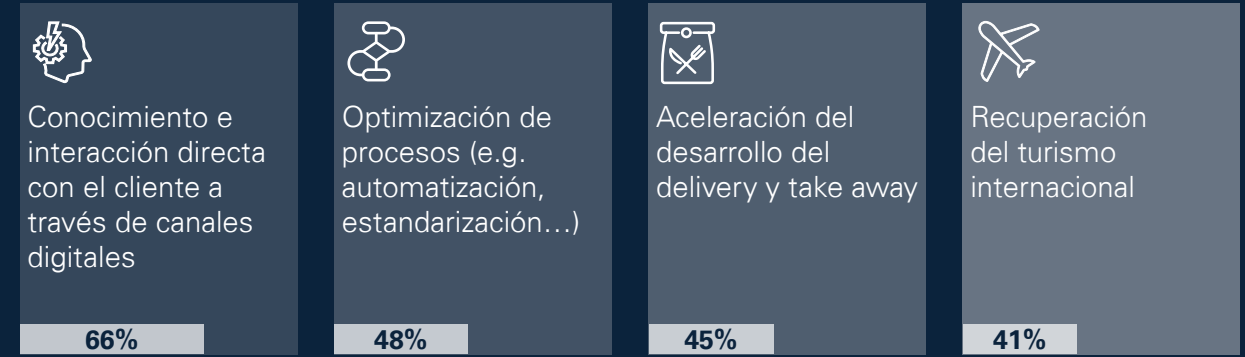 Conocimiento e
interacción directa
con el cliente a
través de canales
digitales
66%
Optimización de
procesos (e.g.
automatización,
estandarización…)
48%
Aceleración del
desarrollo del
delivery y take away
45%
Recuperación
del turismo
internacional
41%